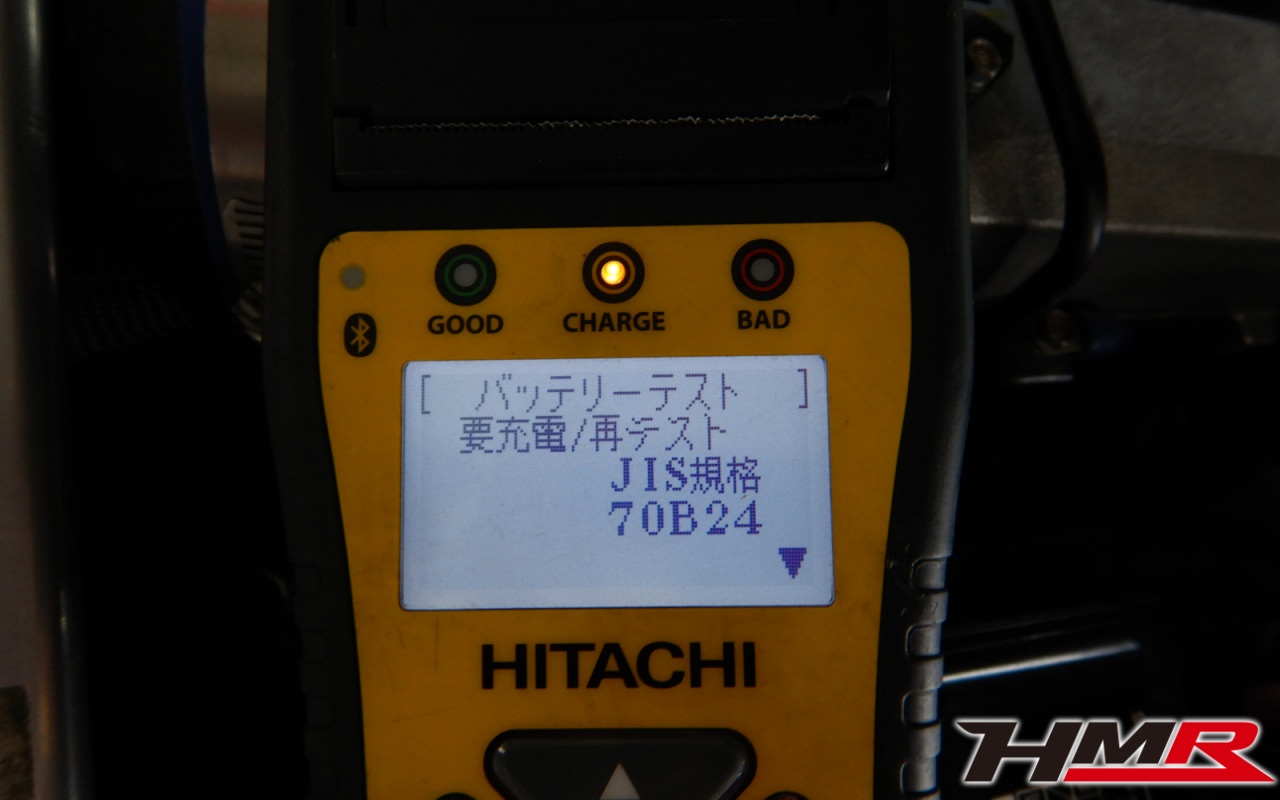 GOOD CHARGE BAD
[ バッテリーテスト ]
要充電/再テスト
JIS規格
70B24
HITACHI
HMR